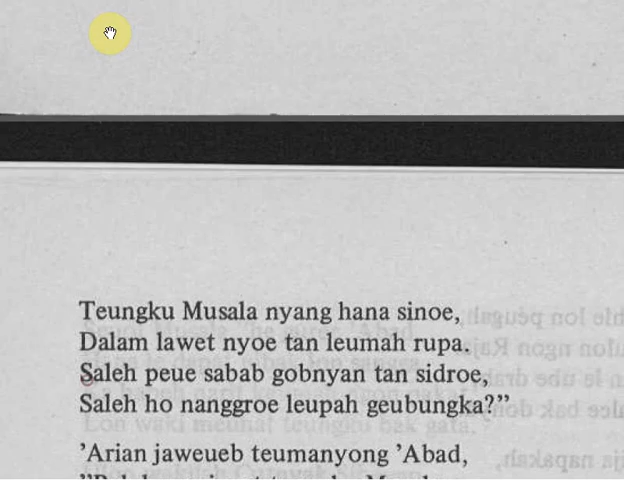 Teungku Musala nyang hana sinoe,
Dalam lawet nyoe tan leumah rupa.
Saleh peue sabab gobnyan tan sidroe,
Saleh ho nanggroe leupah geubungka?”
’Arian jaweueb teumanyong ’Abad,